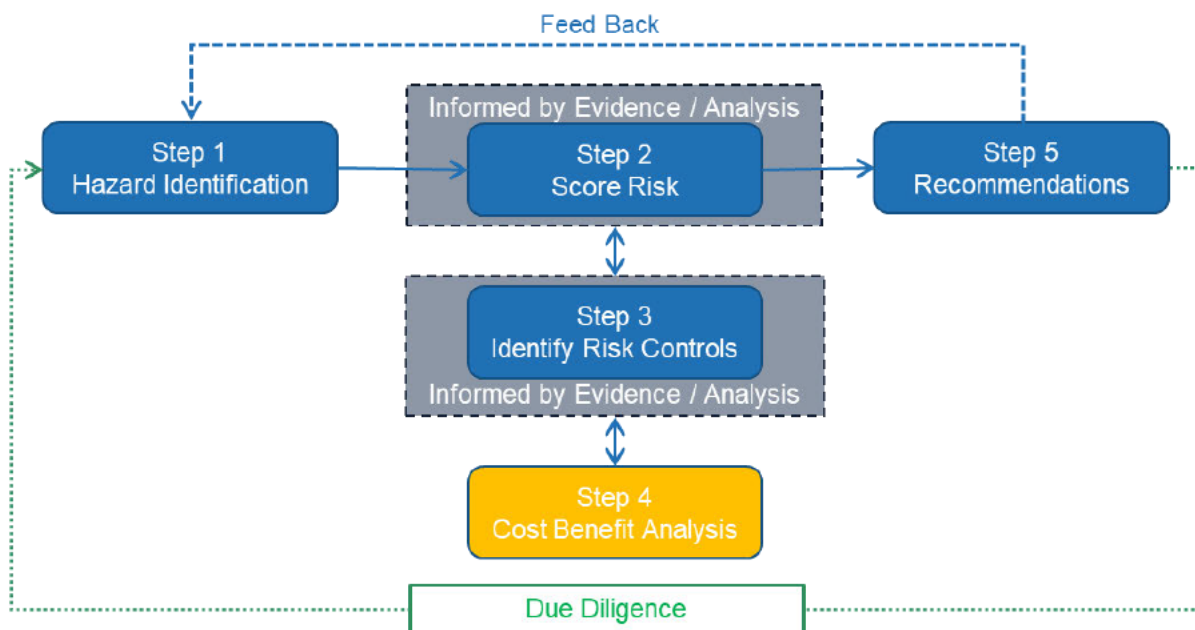 Feed Back
Informed by Evidence / Analysis
Step 1
Hazard Identification
Step 2
Score Risk
Step 5
Recommendations
Step 3
Identify Risk Controls
Informed by Evidence / Analysis
Step 4
Cost Benefit Analysis
Due Diligence